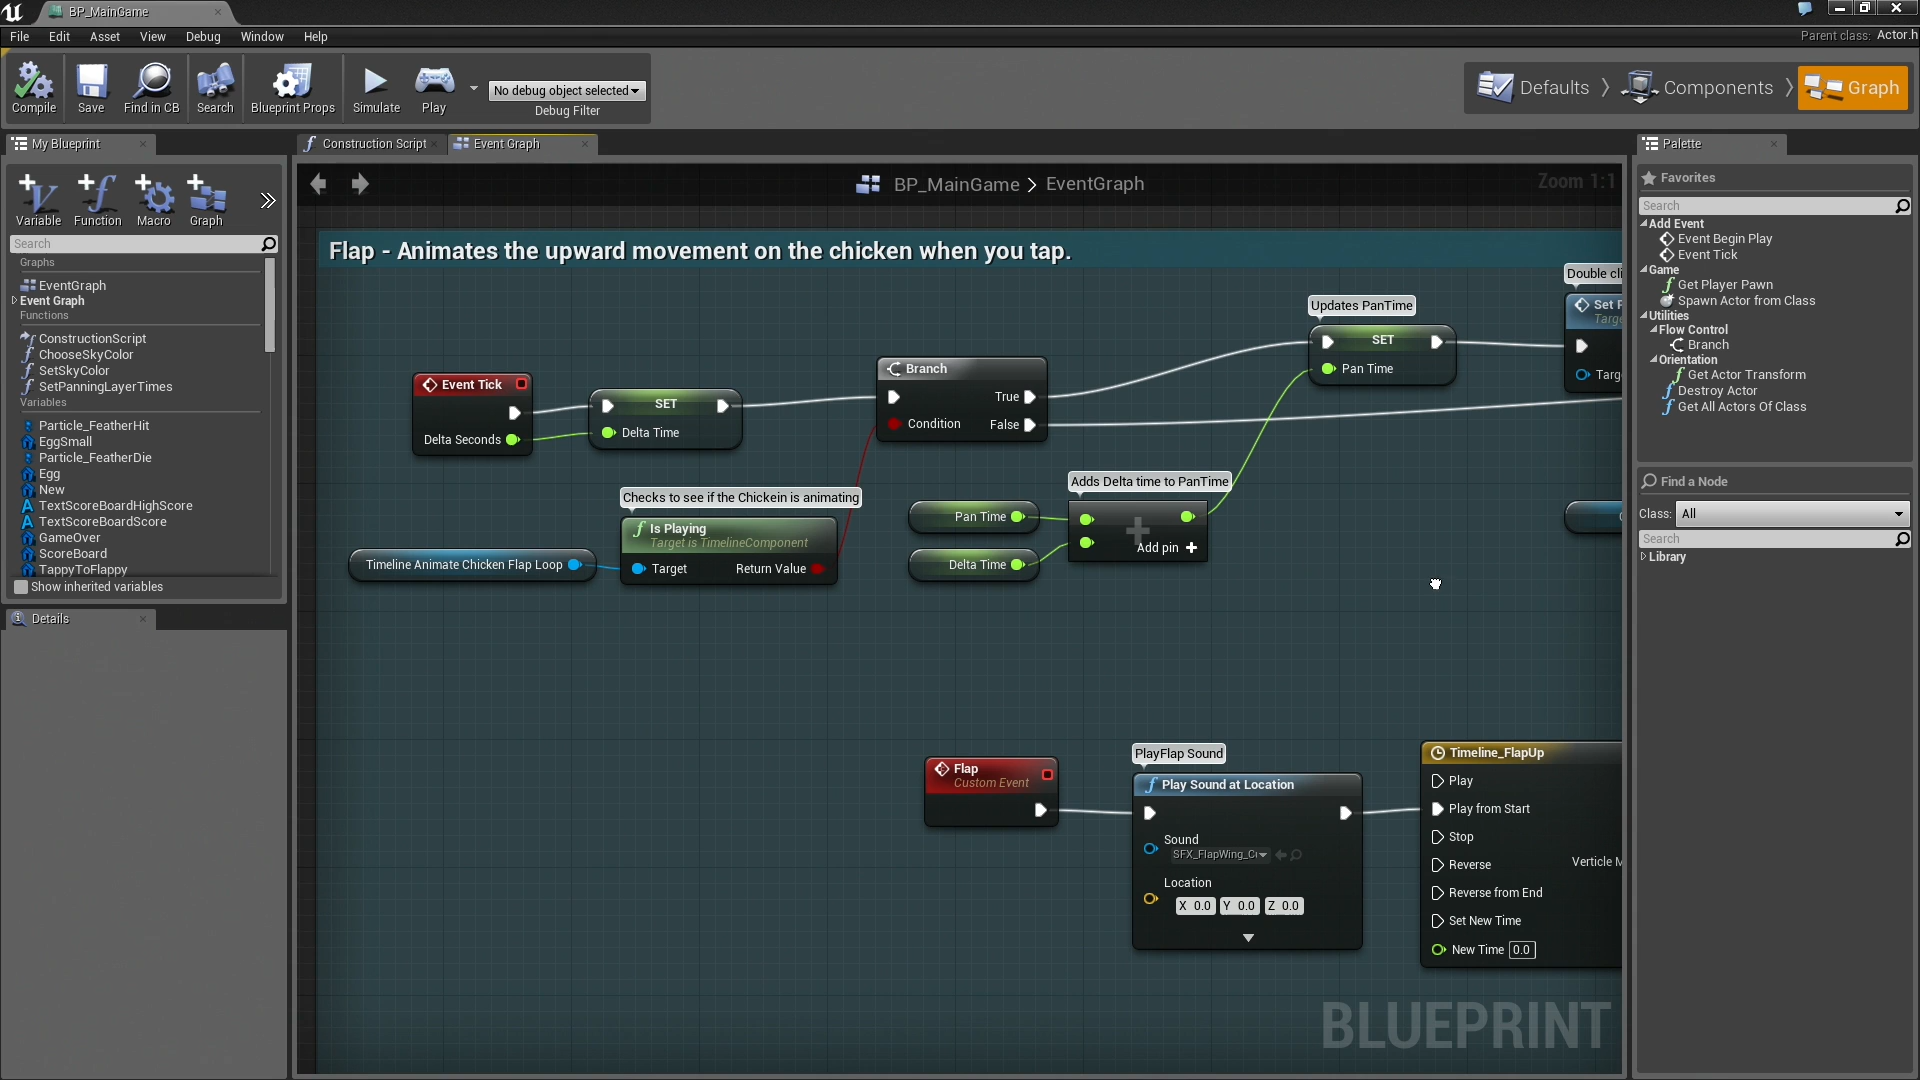 BP_MainGame
File Edit Asset View Debug Window Help
Parent class: Actor.h
Compile Save Find in CB Search Blueprint Props Simulate Play
No debug object selected
Debug Filter
Defaults Components Graph
My Blueprint
Variable Function Macro Graph
Search
Graphs
EventGraph
Event Graph
Functions
ConstructionScript
ChooseSkyColor
SetSkyColor
SetPanningLayerTimes
Variables
Particle_FeatherHit
EggSmall
Particle_FeatherDie
Egg
New
TextScoreBoardHighScore
TextScoreBoardScore
GameOver
ScoreBoard
TappyToFlappy
Show inherited variables
Details
Construction Script
Event Graph
BP_MainGame > EventGraph
Zoom 1:1
Flap - Animates the upward movement on the chicken when you tap.
Event Tick
Delta Seconds
SET
Delta Time
Branch
True
Condition
False
Updates PanTime
SET
Pan Time
Double cli
Set
Targ
Checks to see if the Chickein is animating
Is Playing
Target is TimelineComponent
Target
Return Value
Timeline Animate Chicken Flap Loop
Adds Delta time to PanTime
Pan Time
Delta Time
Add pin
Flap
Custom Event
PlayFlap Sound
Play Sound at Location
Sound
Location
X 0.0 Y 0.0 Z 0.0
Timeline_FlapUp
Play
Play from Start
Stop
Reverse
Verticle M
Reverse from End
Set New Time
New Time 0.0
BLUEPRINT
Palette
Favorites
Search
Add Event
Event Begin Play
Event Tick
Game
Get Player Pawn
Spawn Actor from Class
Utilities
Flow Control
Branch
Orientation
Get Actor Transform
Destroy Actor
Get All Actors Of Class
Find a Node
Class: All
Search
Library